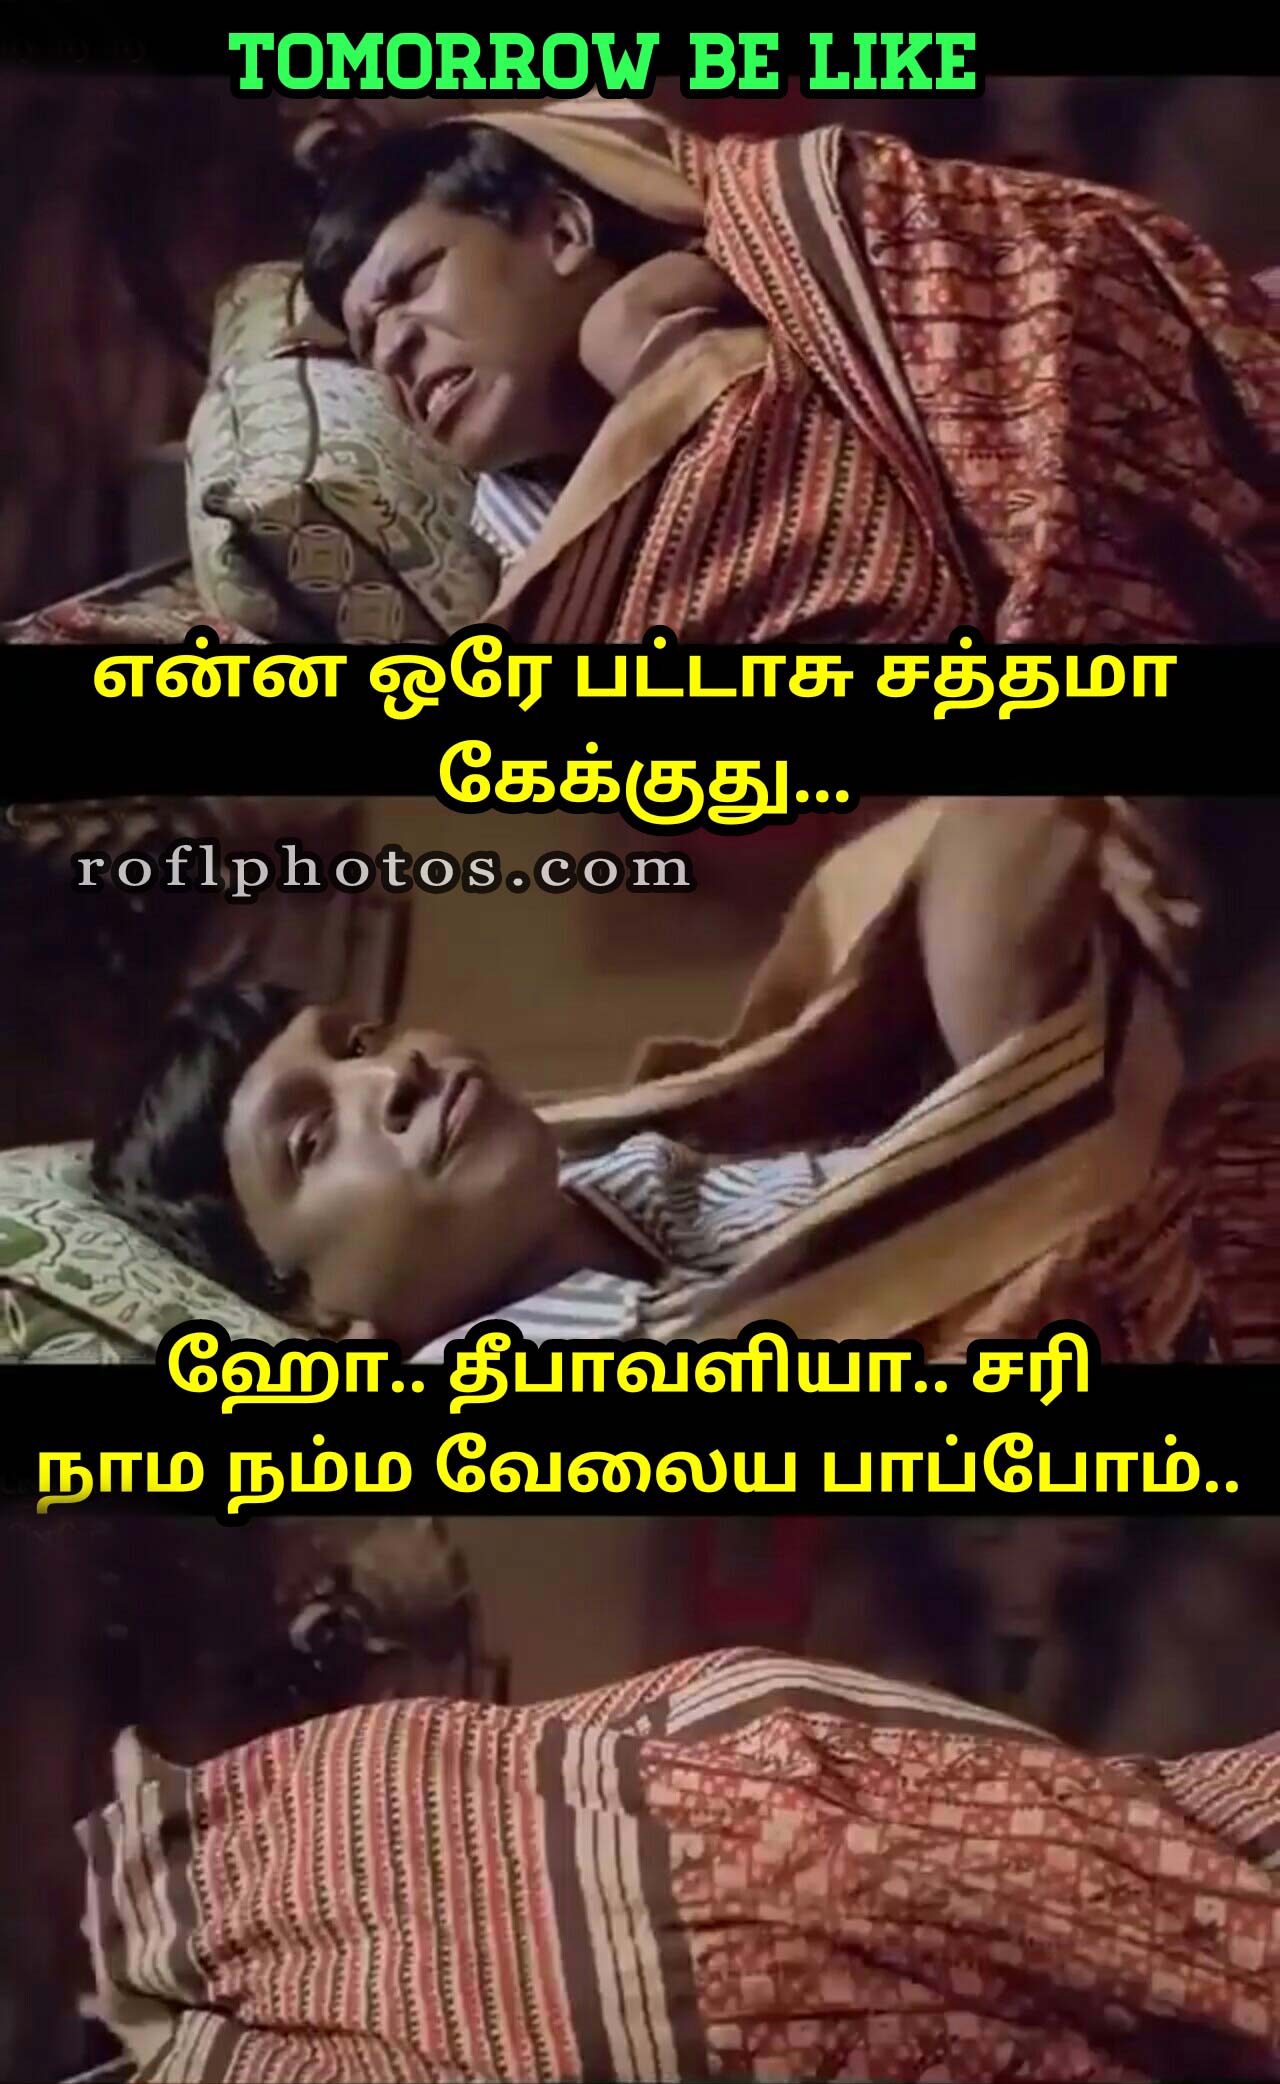 TOMORROW BE LIKE
என்ன ஒரே பட்டாசு சத்தமா
கேக்குது...
roflphotos.com
ஹோ.. தீபாவளியா.. சரி
நாம நம்ம வேலைய பாப்போம்..